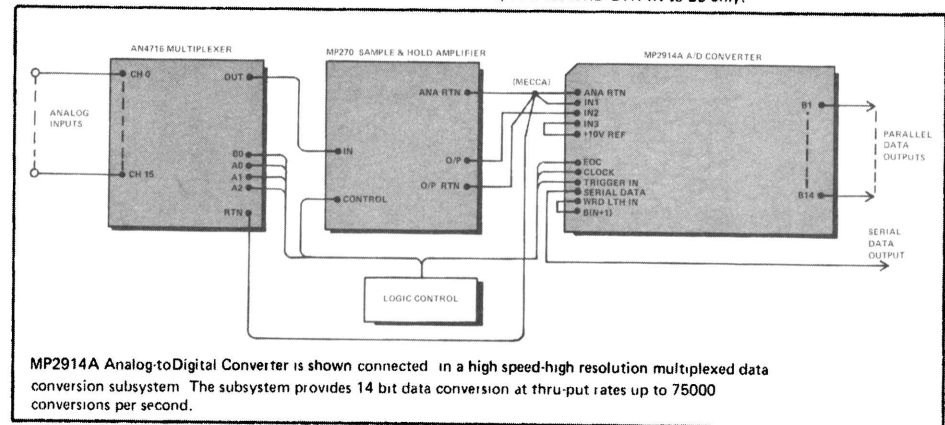 AN4716 MULTIPLEXER
CH 0
OUT
ANALOG
INPUTS
B0
A0
A1
A2
CH 15
RTN
MP270 SAMPLE & HOLD AMPLIFIER
ANA RTN
IN
O/P
O/P RTN
CONTROL
LOGIC CONTROL
(MECCA)
MP2914A A/D CONVERTER
ANA RTN
IN1
IN2
IN3
+10V REF
EOC
CLOCK
TRIGGER IN
SERIAL DATA
WRD LTH IN
B(N+1)
B1
B14
PARALLEL
DATA
OUTPUTS
SERIAL
DATA
OUTPUT
MP2914A Analog-toDigital Converter is shown connected in a high speed-high resolution multiplexed data
conversion subsystem The subsystem provides 14 bit data conversion at thru-put rates up to 75000
conversions per second.